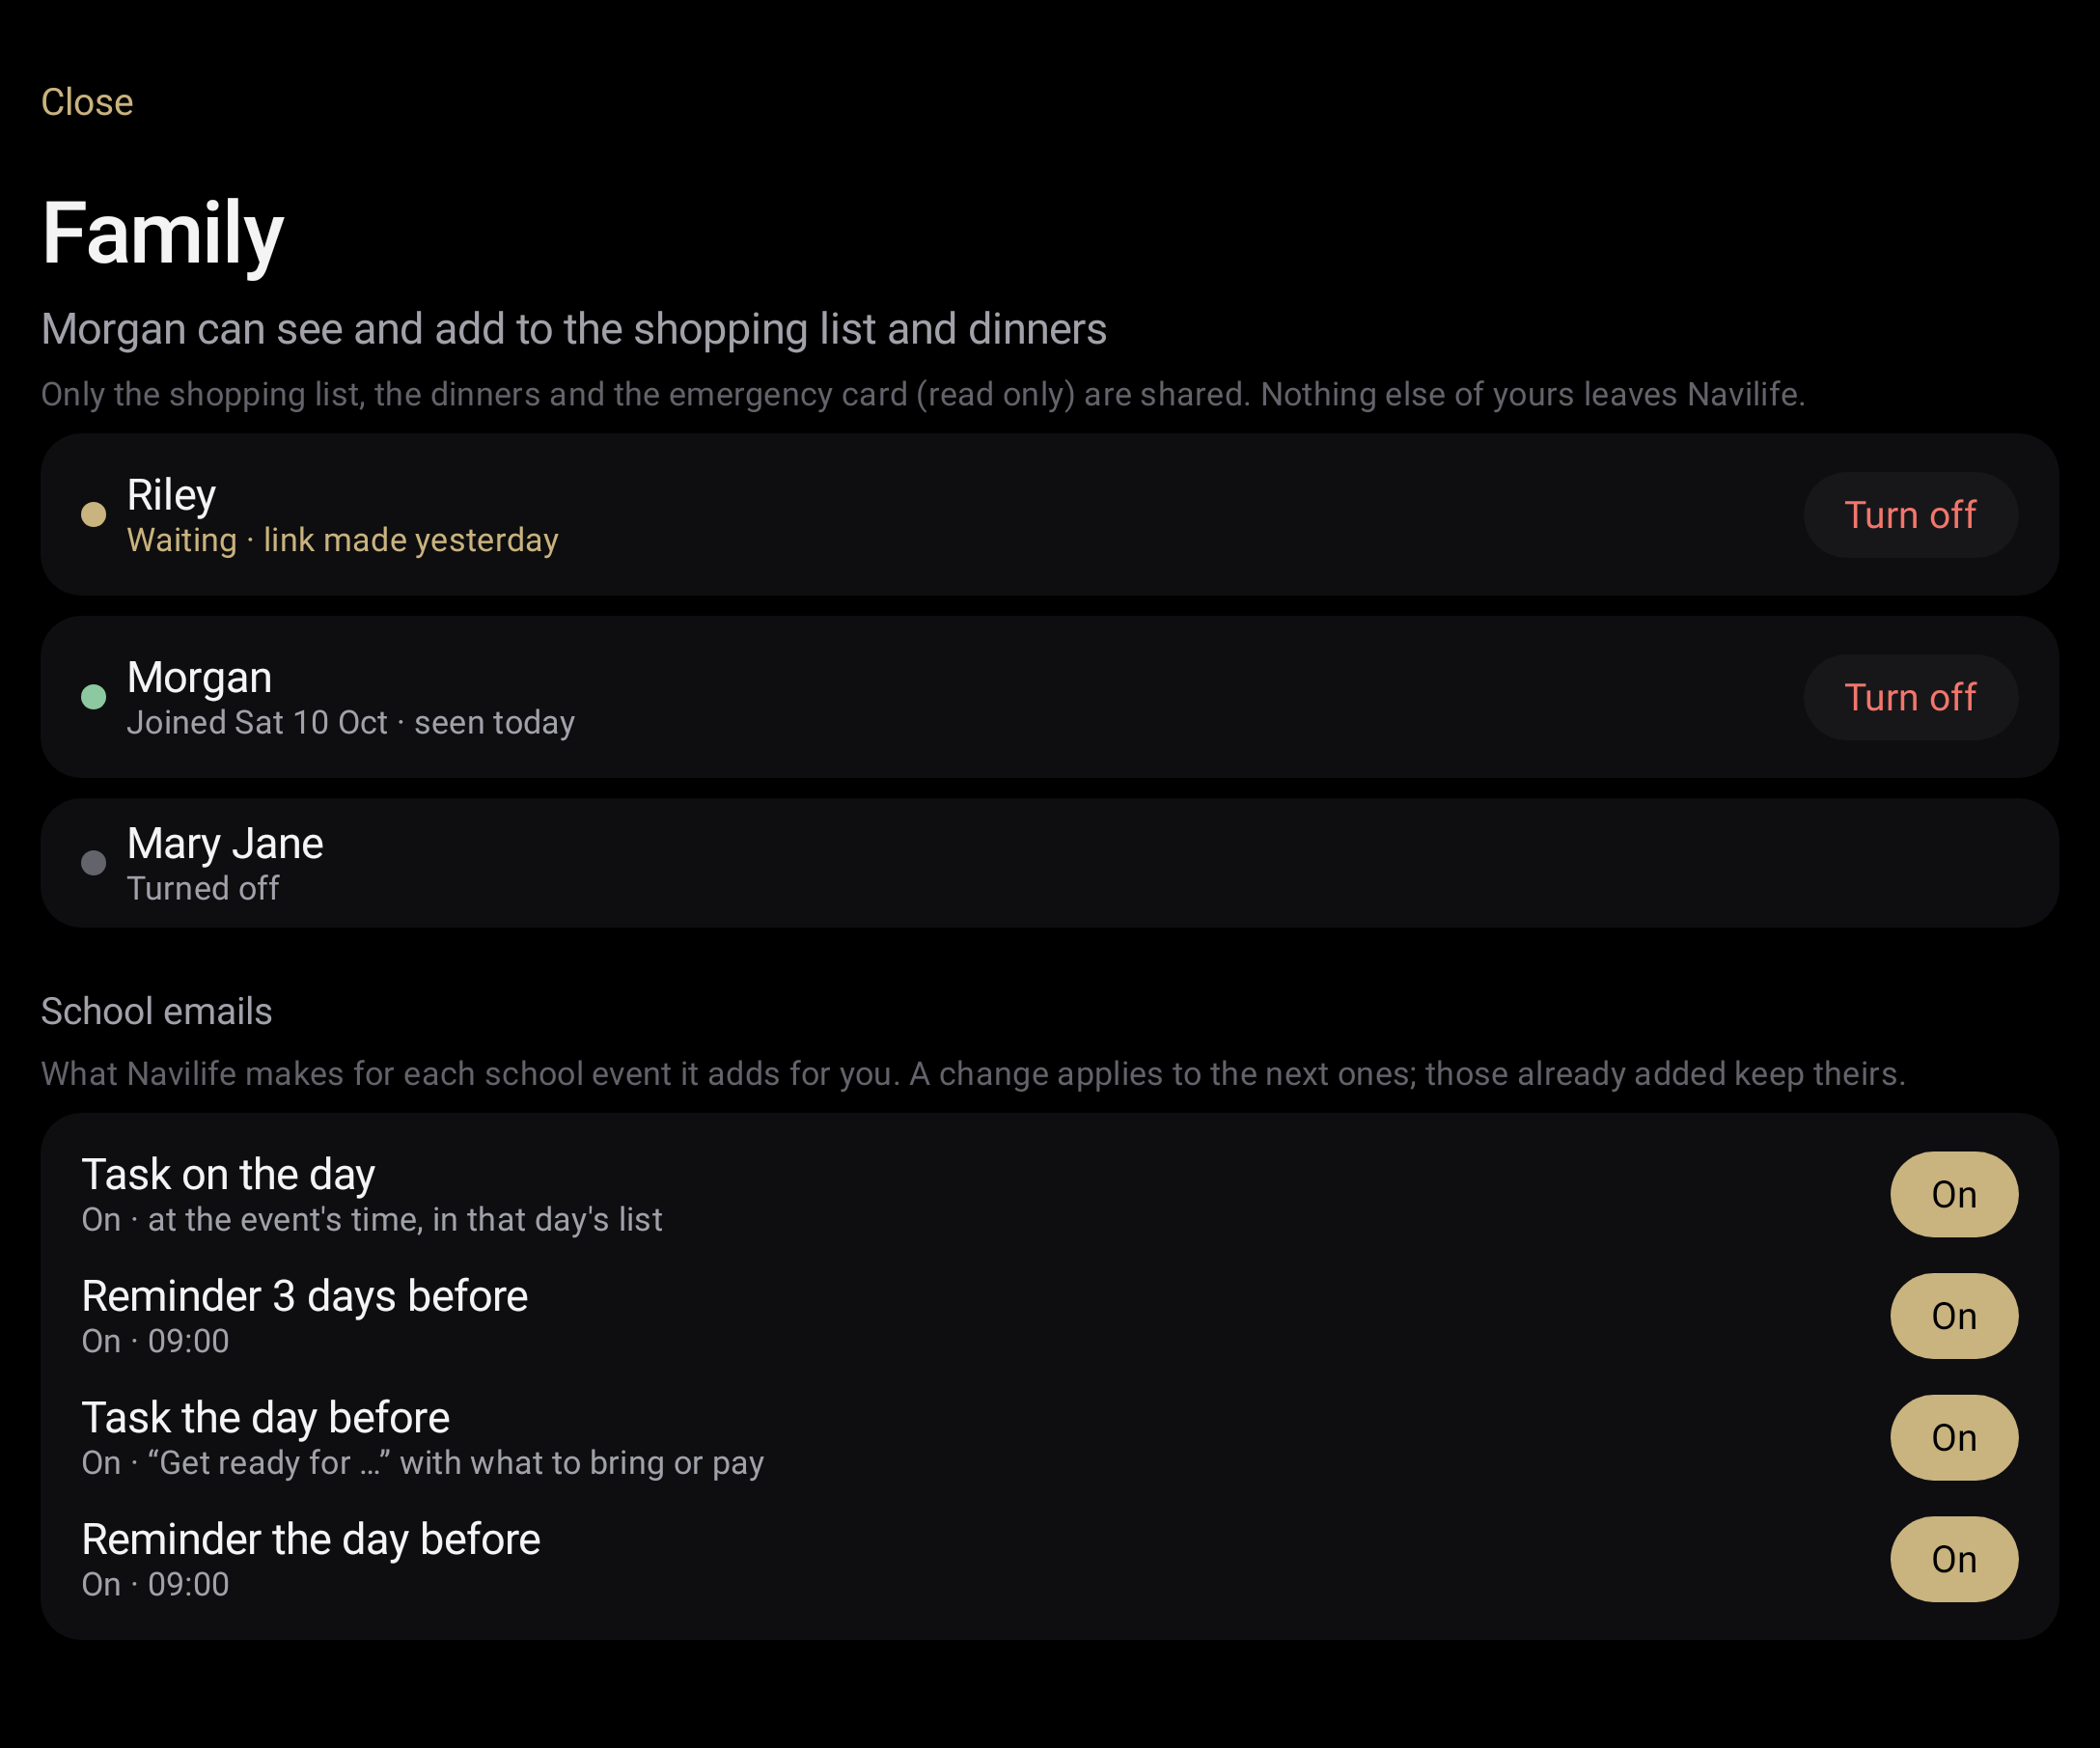 Close
Family
Morgan can see and add to the shopping list and dinners
Only the shopping list, the dinners and the emergency card (read only) are shared. Nothing else of yours leaves Navilife.
Riley
Waiting · link made yesterday
Turn off
Morgan
Joined Sat 10 Oct · seen today
Turn off
Mary Jane
Turned off
School emails
What Navilife makes for each school event it adds for you. A change applies to the next ones; those already added keep theirs.
Task on the day
On · at the event's time, in that day's list
On
Reminder 3 days before
On · 09:00
On
Task the day before
On · “Get ready for …” with what to bring or pay
On
Reminder the day before
On · 09:00
On